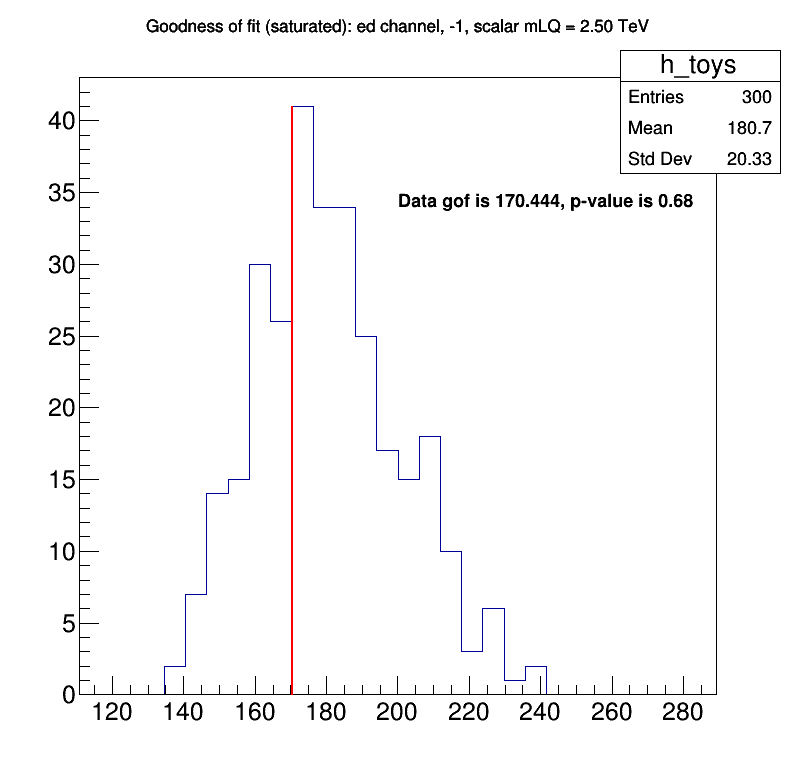 Goodness of fit (saturated): ed channel, -1, scalar mLQ = 2.50 TeV
h_toys
Entries 300
Mean 180.7
Std Dev 20.33
Data gof is 170.444, p-value is 0.68
40
35
30
25
20
15
10
5
0
120 140 160 180 200 220 240 260 280